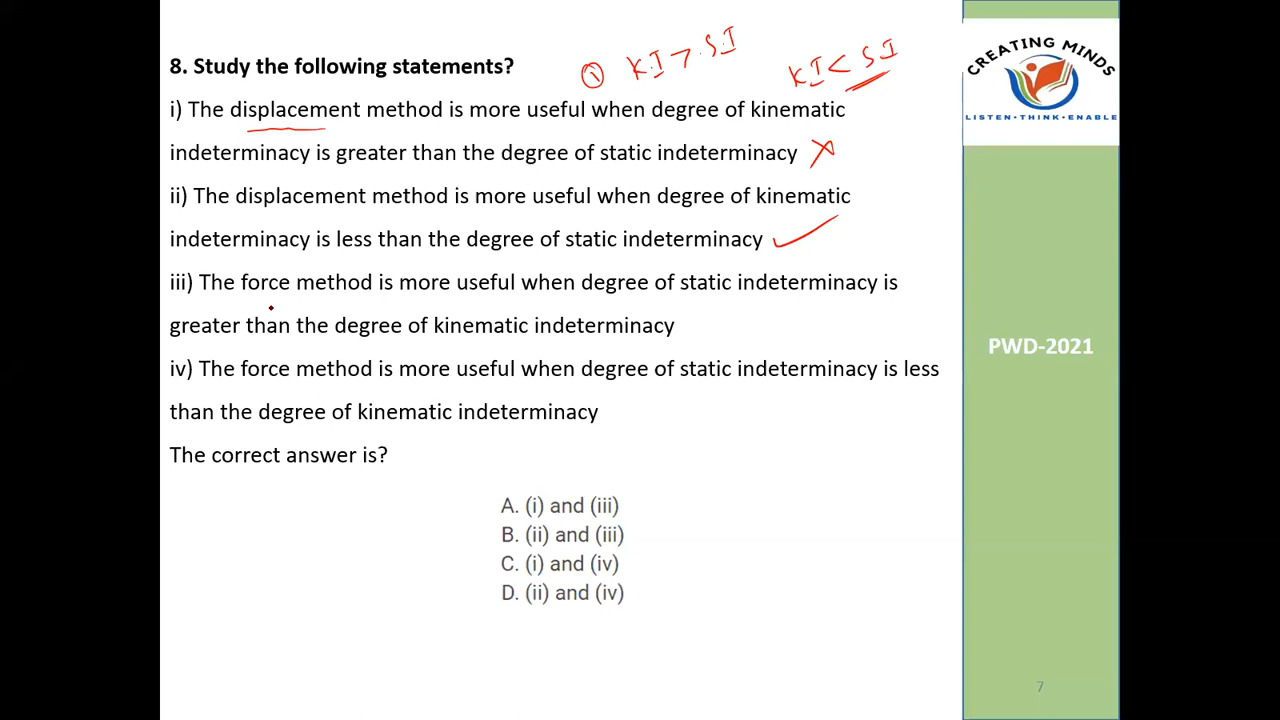 ① K.I > S.I
KI < SI
CREATING MINDS
LISTEN•THINK•ENABLE
8. Study the following statements?
i) The displacement method is more useful when degree of kinematic
indeterminacy is greater than the degree of static indeterminacy
ii) The displacement method is more useful when degree of kinematic
indeterminacy is less than the degree of static indeterminacy
iii) The force method is more useful when degree of static indeterminacy is
greater than the degree of kinematic indeterminacy
PWD-2021
iv) The force method is more useful when degree of static indeterminacy is less
than the degree of kinematic indeterminacy
The correct answer is?
A. (i) and (iii)
B. (ii) and (iii)
C. (i) and (iv)
D. (ii) and (iv)
7